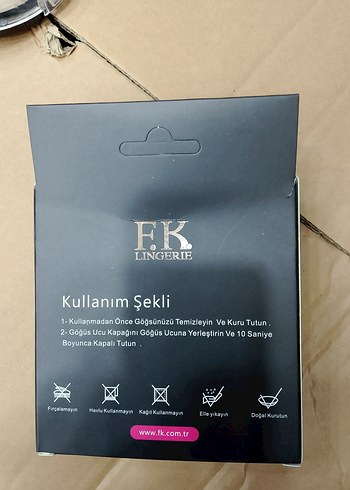 F.K.
LINGERIE
Kullanım Şekli
1- Kullanmadan Önce Göğsünüzü Temizleyin Ve Kuru Tutun .
2- Göğüs Ucu Kapağını Göğüs Ucuna Yerleştirin Ve 10 Saniye
Boyunca Kapalı Tutun .
Fırçalamayın Havlu Kullanmayın Kağıt Kullanmayın Elle yıkayın Doğal Kurutun
www.fk.com.tr